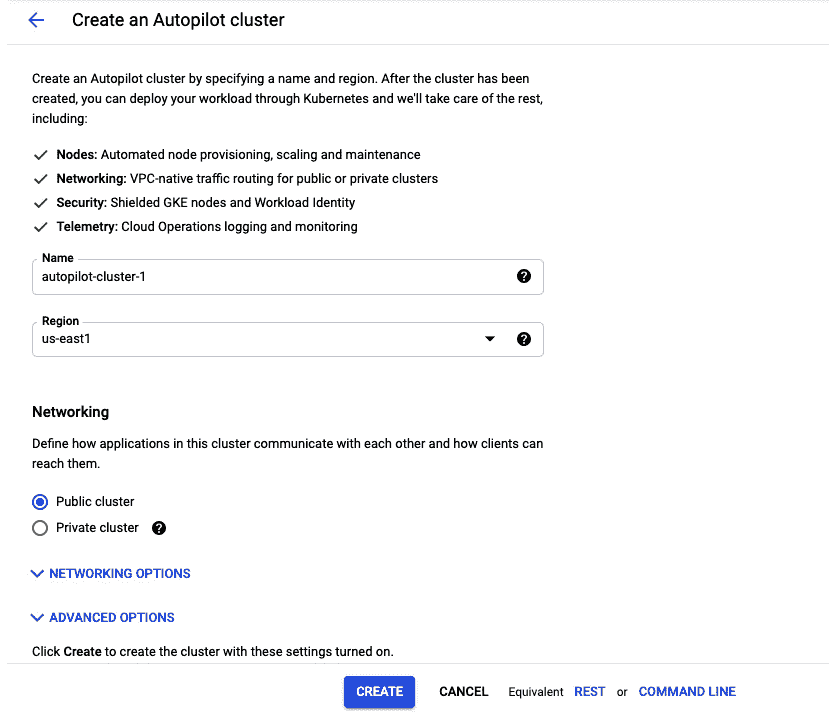 Create an Autopilot cluster
Create an Autopilot cluster by specifying a name and region. After the cluster has been
created, you can deploy your workload through Kubernetes and we'll take care of the rest,
including:
Nodes: Automated node provisioning, scaling and maintenance
Networking: VPC-native traffic routing for public or private clusters
Security: Shielded GKE nodes and Workload Identity
Telemetry: Cloud Operations logging and monitoring
Name
autopilot-cluster-1
Region
us-east1
Networking
Define how applications in this cluster communicate with each other and how clients can
reach them.
Public cluster
Private cluster
NETWORKING OPTIONS
ADVANCED OPTIONS
Click Create to create the cluster with these settings turned on.
CREATE CANCEL Equivalent REST or COMMAND LINE